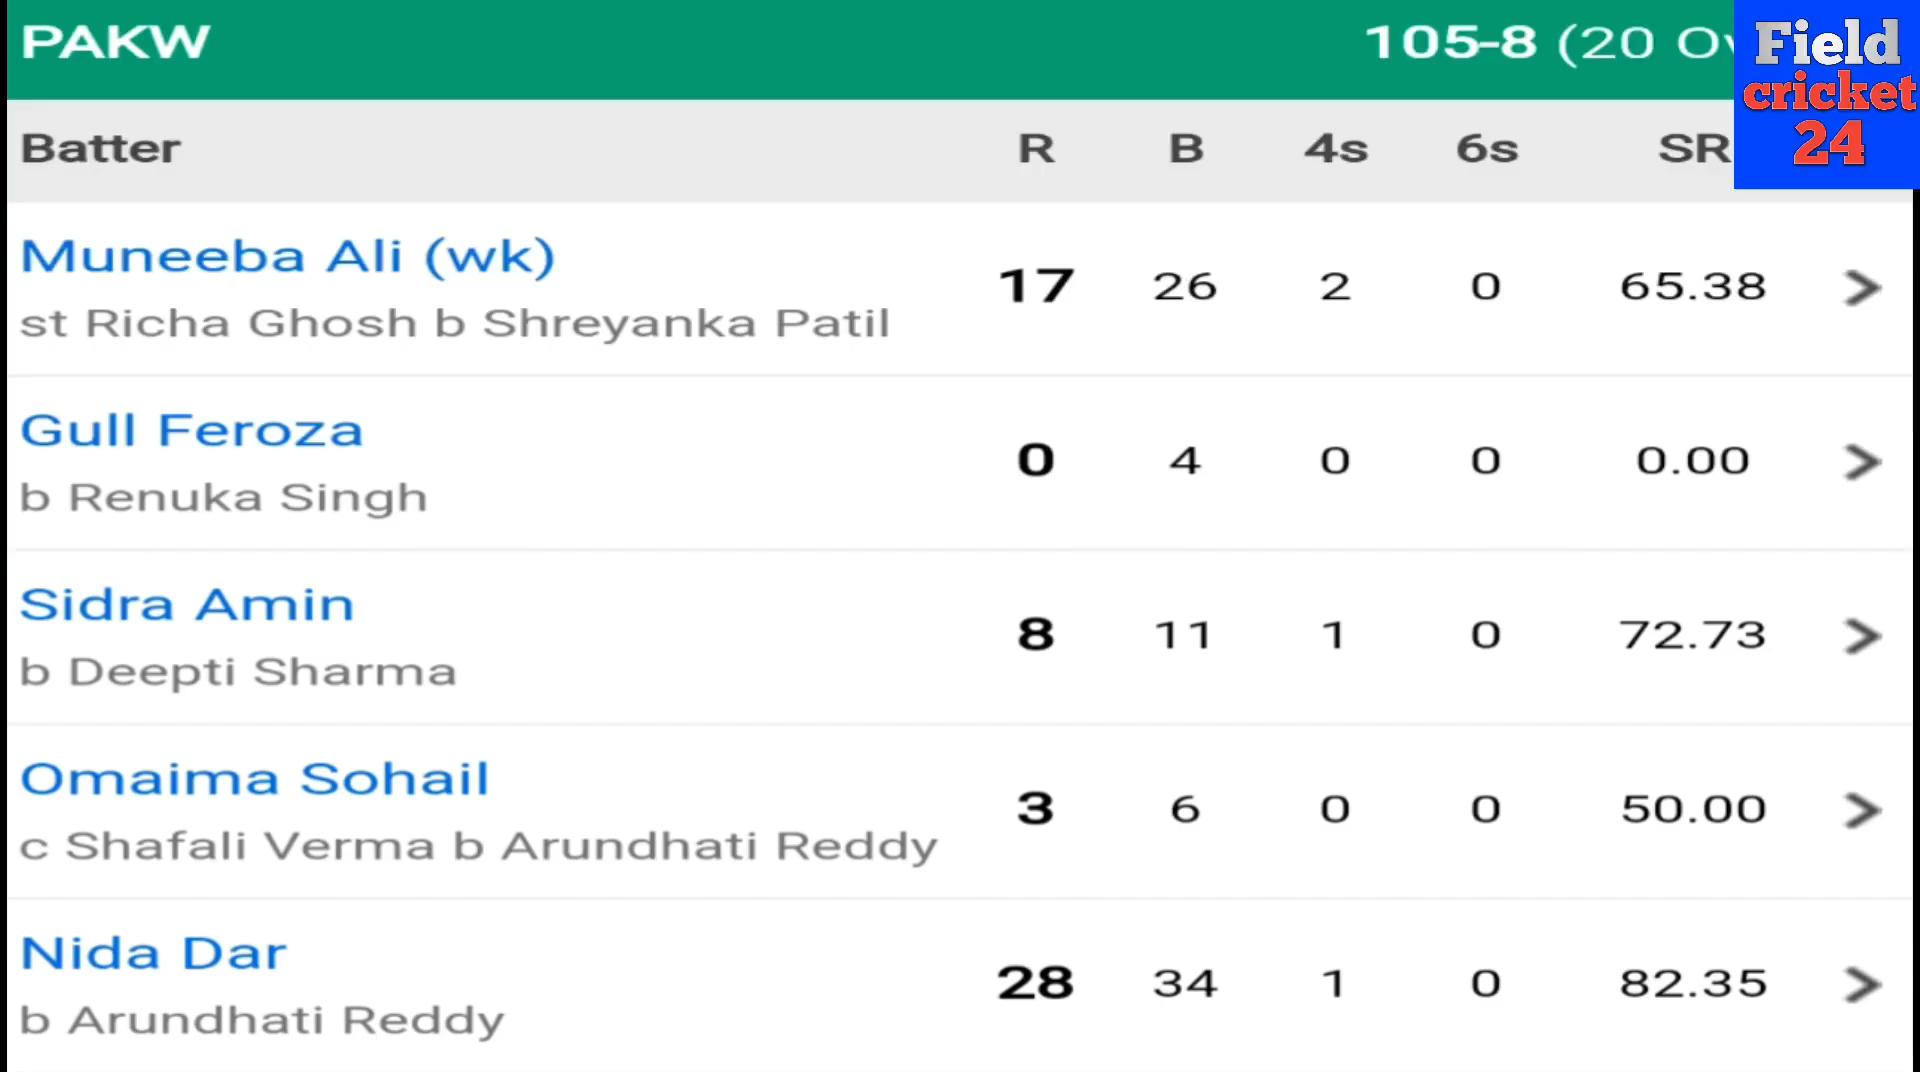 PAKW 105-8 (20 Ov
Field
cricket
24
Batter R B 4s 6s SR
Muneeba Ali (wk) 17 26 2 0 65.38
st Richa Ghosh b Shreyanka Patil
Gull Feroza 0 4 0 0 0.00
b Renuka Singh
Sidra Amin 8 11 1 0 72.73
b Deepti Sharma
Omaima Sohail 3 6 0 0 50.00
c Shafali Verma b Arundhati Reddy
Nida Dar 28 34 1 0 82.35
b Arundhati Reddy